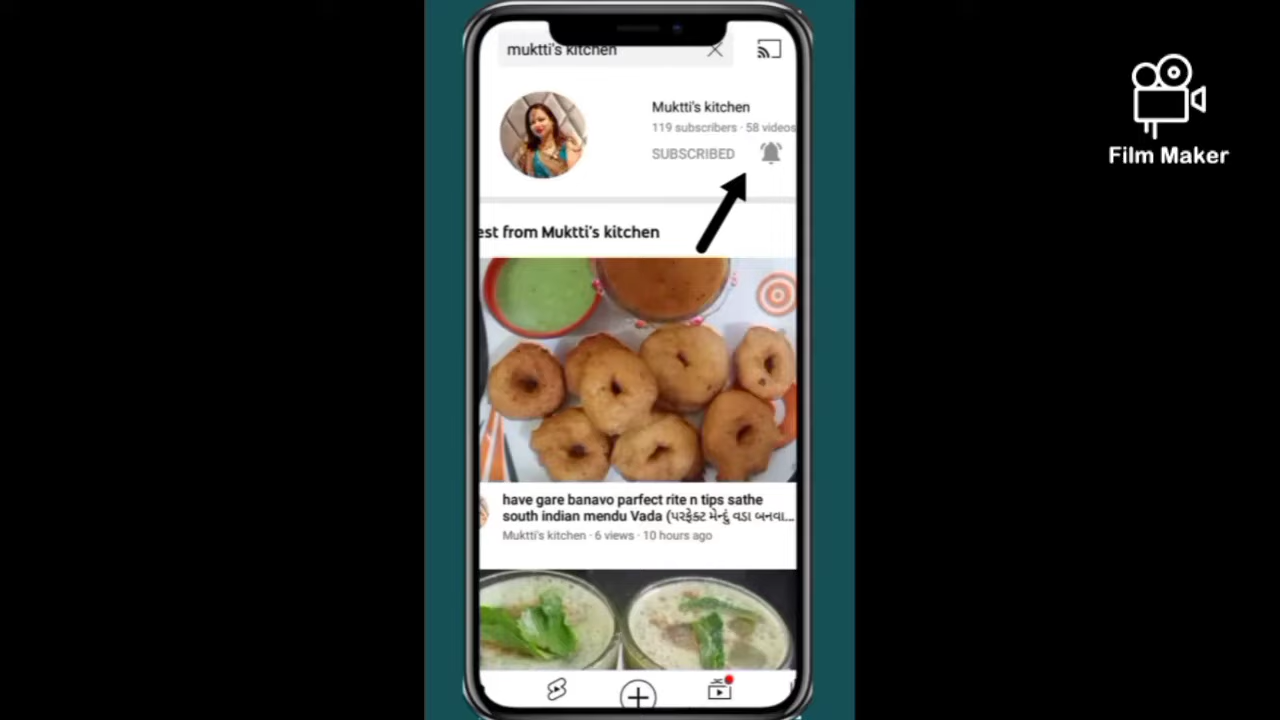 muktti's kitchen
Muktti's kitchen
119 subscribers · 58 videos
SUBSCRIBED
Film Maker
est from Muktti's kitchen
have gare banavo parfect rite n tips sathe
south indian mendu Vada (પરફેક્ટ મેન્દું વડા બનવા...
Muktti's kitchen · 6 views · 10 hours ago